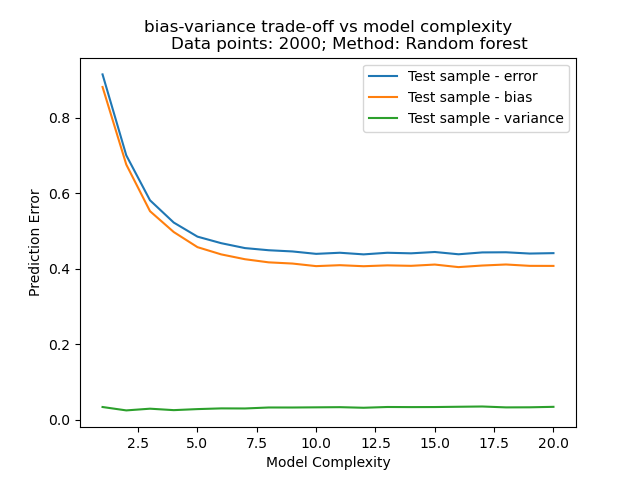 bias-variance trade-off vs model complexity
Data points: 2000; Method: Random forest
Test sample - error
Test sample - bias
Test sample - variance
Prediction Error
0.8
0.6
0.4
0.2
0.0
2.5 5.0 7.5 10.0 12.5 15.0 17.5 20.0
Model Complexity